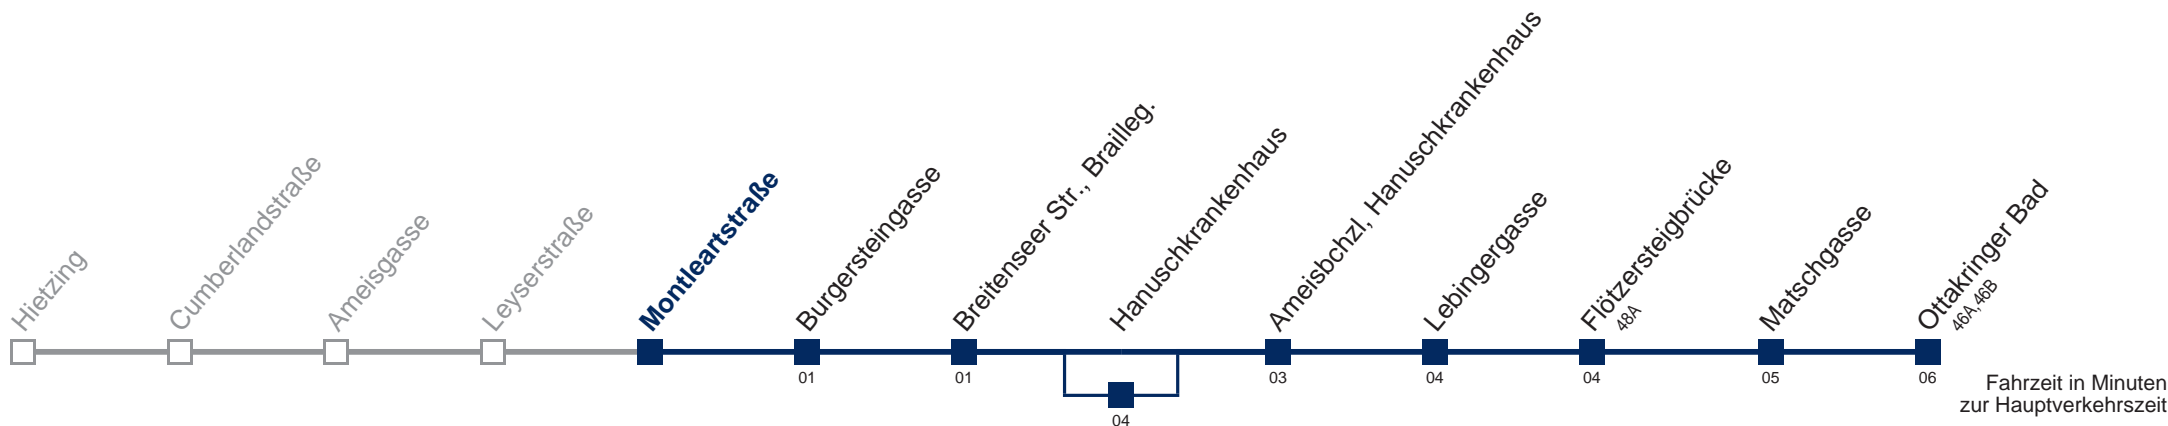 Hietzing
Cumberlandstraße
Ameisgasse
Leyserstraße
Montleartstraße
Burgersteingasse
01
Breitenseer Str., Brailleg.
01
Hanuschkrankenhaus
04
Ameisbchzl, Hanuschkrankenhaus
03
Lebingergasse
04
Flötzersteigbrücke
48A
04
Matschgasse
05
Ottakringer Bad
46A, 46B
06
Fahrzeit in Minuten
zur Hauptverkehrszeit